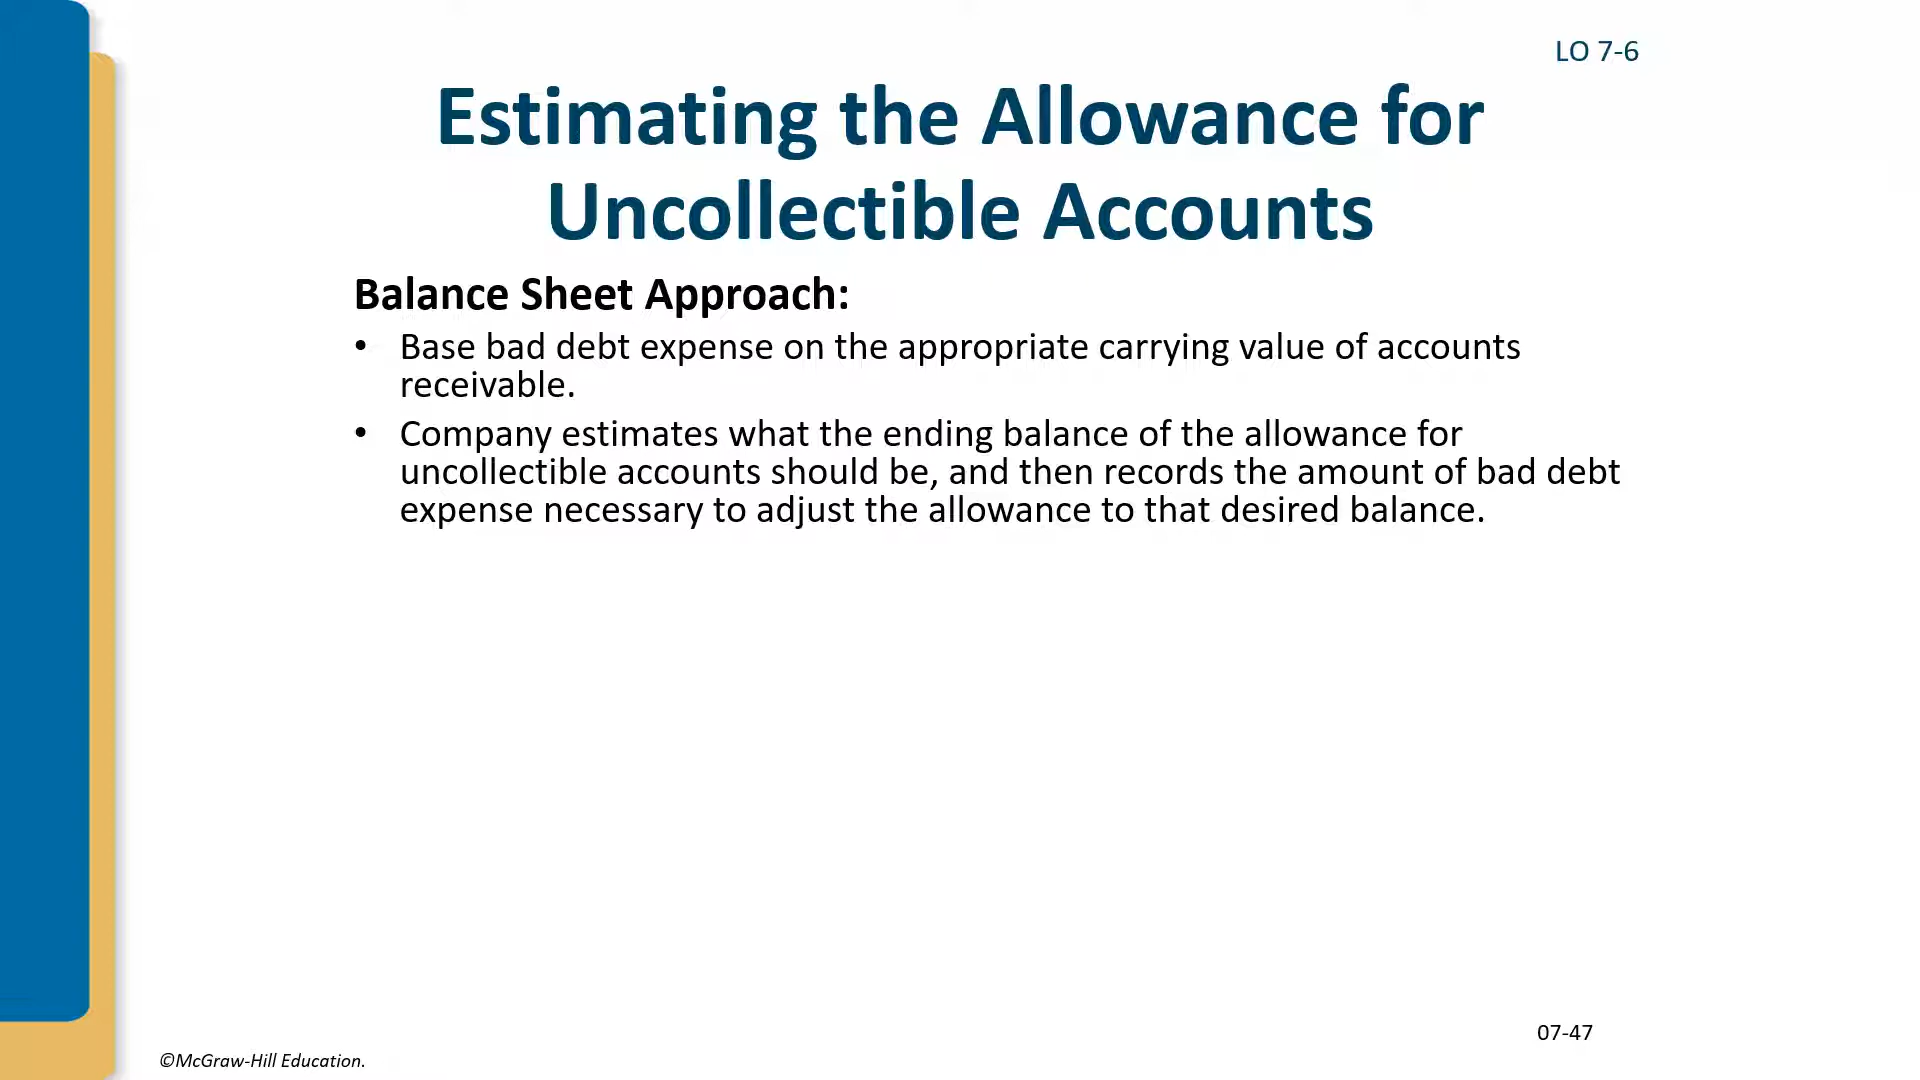 LO 7-6
Estimating the Allowance for
Uncollectible Accounts
Balance Sheet Approach:
• Base bad debt expense on the appropriate carrying value of accounts
receivable.
• Company estimates what the ending balance of the allowance for
uncollectible accounts should be, and then records the amount of bad debt
expense necessary to adjust the allowance to that desired balance.
07-47
©McGraw-Hill Education.